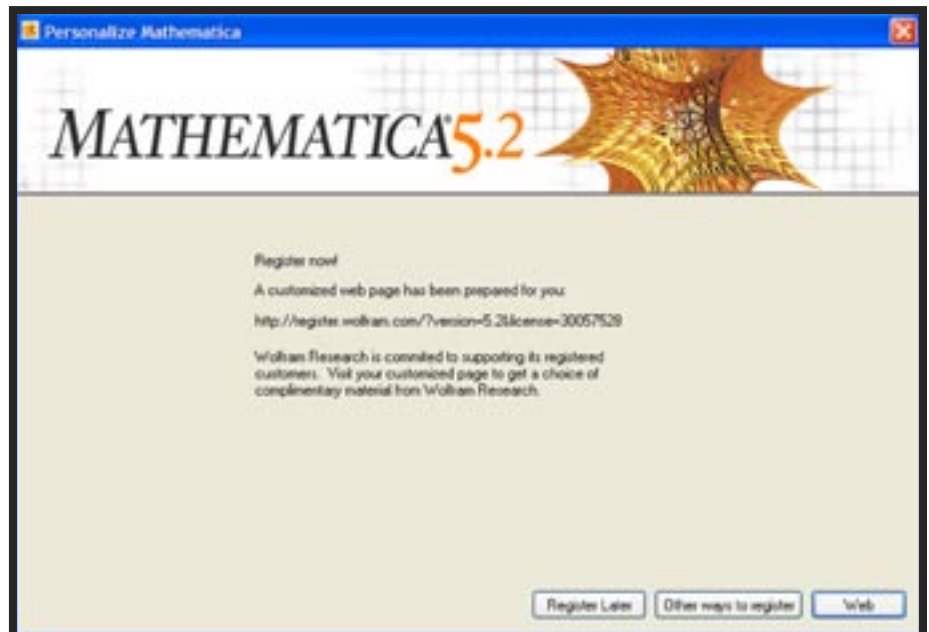 Personalize Mathematica
MATHEMATICA 5.2
Register now!
A customized web page has been prepared for you:
http://register.wolfram.com/?version=5.2&license=30057528
Wolfram Research is commited to supporting its registered
customers. Visit your customized page to get a choice of
complimentary material from Wolfram Research.
Register Later
Other ways to register
Web